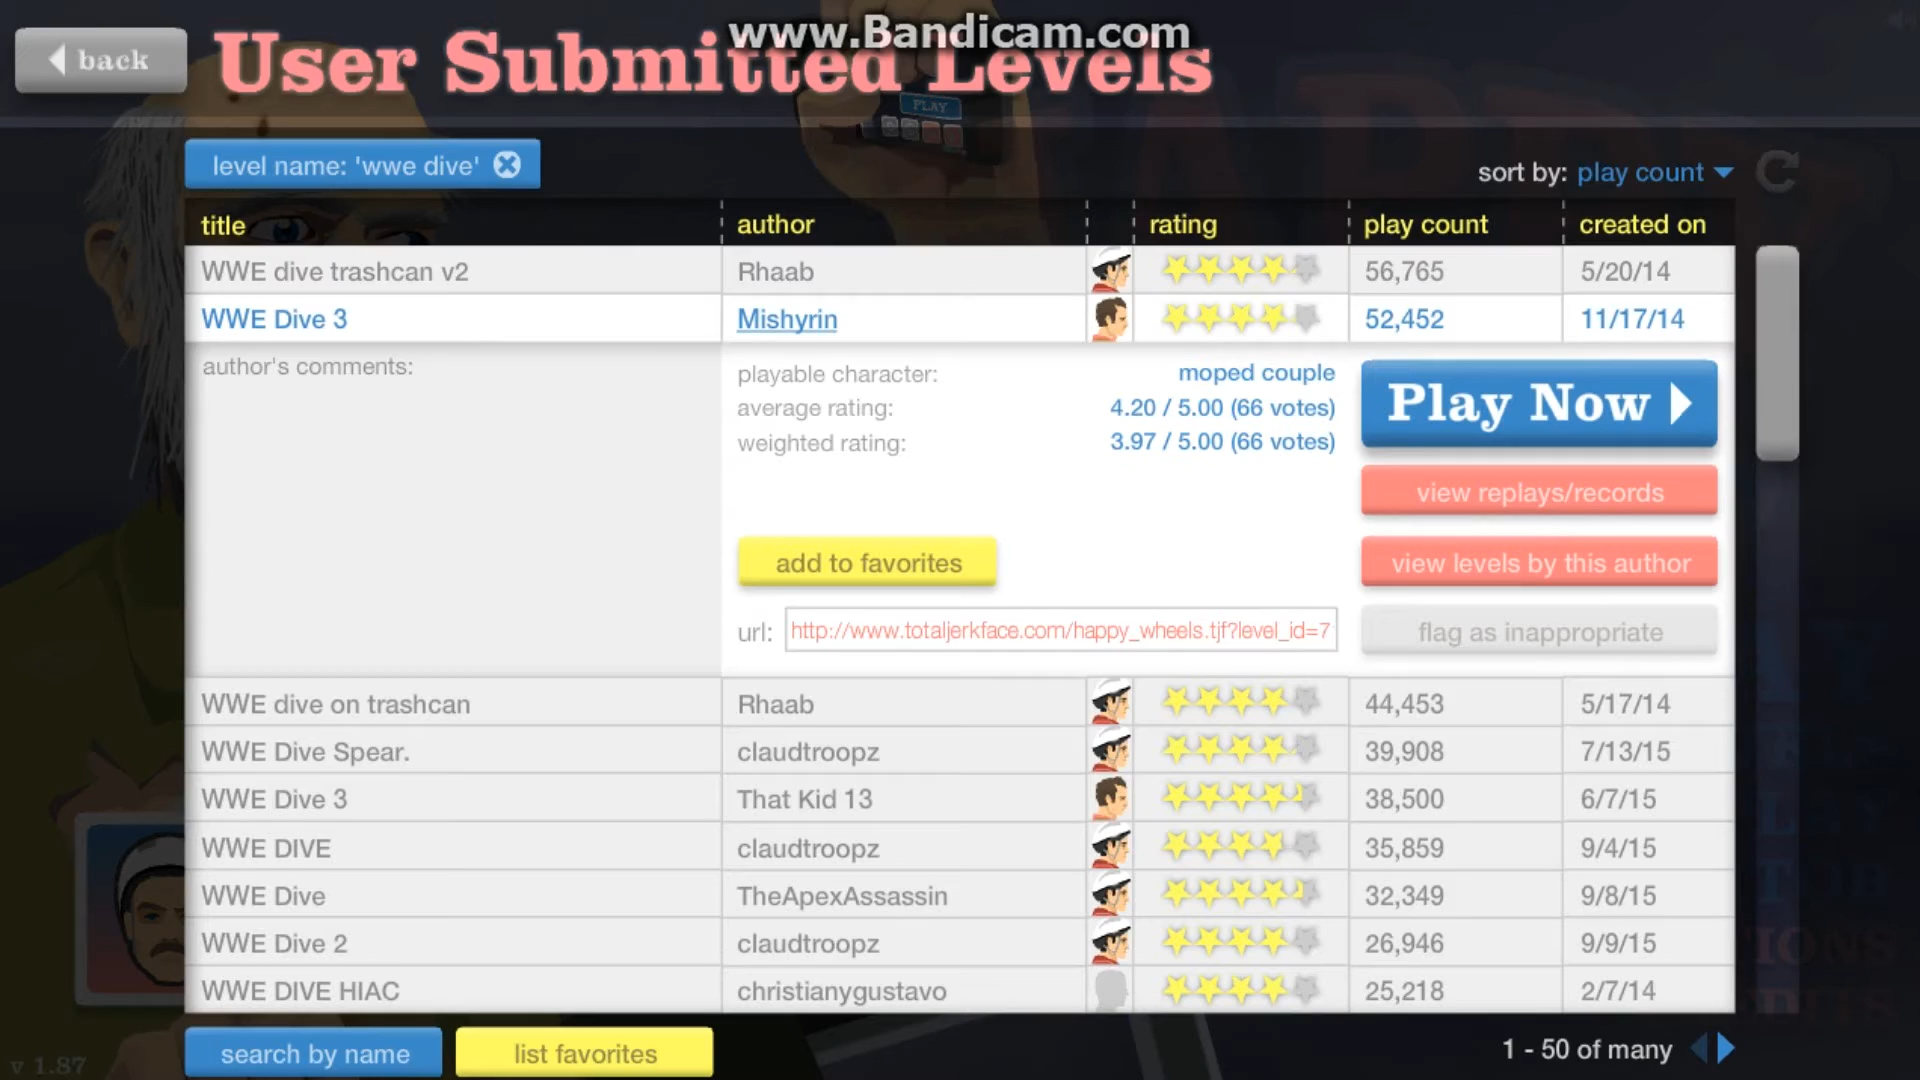 www.Bandicam.com
back
User Submitted Levels
PLAY
level name: 'wwe dive'
sort by: play count
title author rating play count created on
WWE dive trashcan v2 Rhaab 56,765 5/20/14
WWE Dive 3 Mishyrin 52,452 11/17/14
author's comments:
playable character: moped couple
average rating: 4.20 / 5.00 (66 votes)
weighted rating: 3.97 / 5.00 (66 votes)
Play Now
view replays/records
add to favorites
view levels by this author
url: http://www.totaljerkface.com/happy_wheels.tjf?level_id=7
flag as inappropriate
WWE dive on trashcan Rhaab 44,453 5/17/14
WWE Dive Spear. claudtroopz 39,908 7/13/15
WWE Dive 3 That Kid 13 38,500 6/7/15
WWE DIVE claudtroopz 35,859 9/4/15
WWE Dive TheApexAssassin 32,349 9/8/15
WWE Dive 2 claudtroopz 26,946 9/9/15
WWE DIVE HIAC christianygustavo 25,218 2/7/14
search by name
list favorites
1 - 50 of many
v 1.87